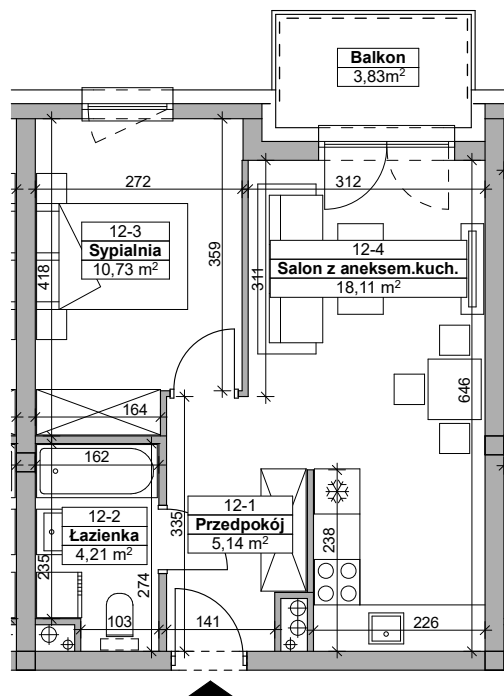 Balkon
3,83m²
272
312
12-3
Sypialnia
10,73 m²
12-4
Salon z aneksem.kuch.
18,11 m²
418
359
311
646
164
162
12-1
Przedpokój
5,14 m²
12-2
Łazienka
4,21 m²
335
238
235
274
103
141
226